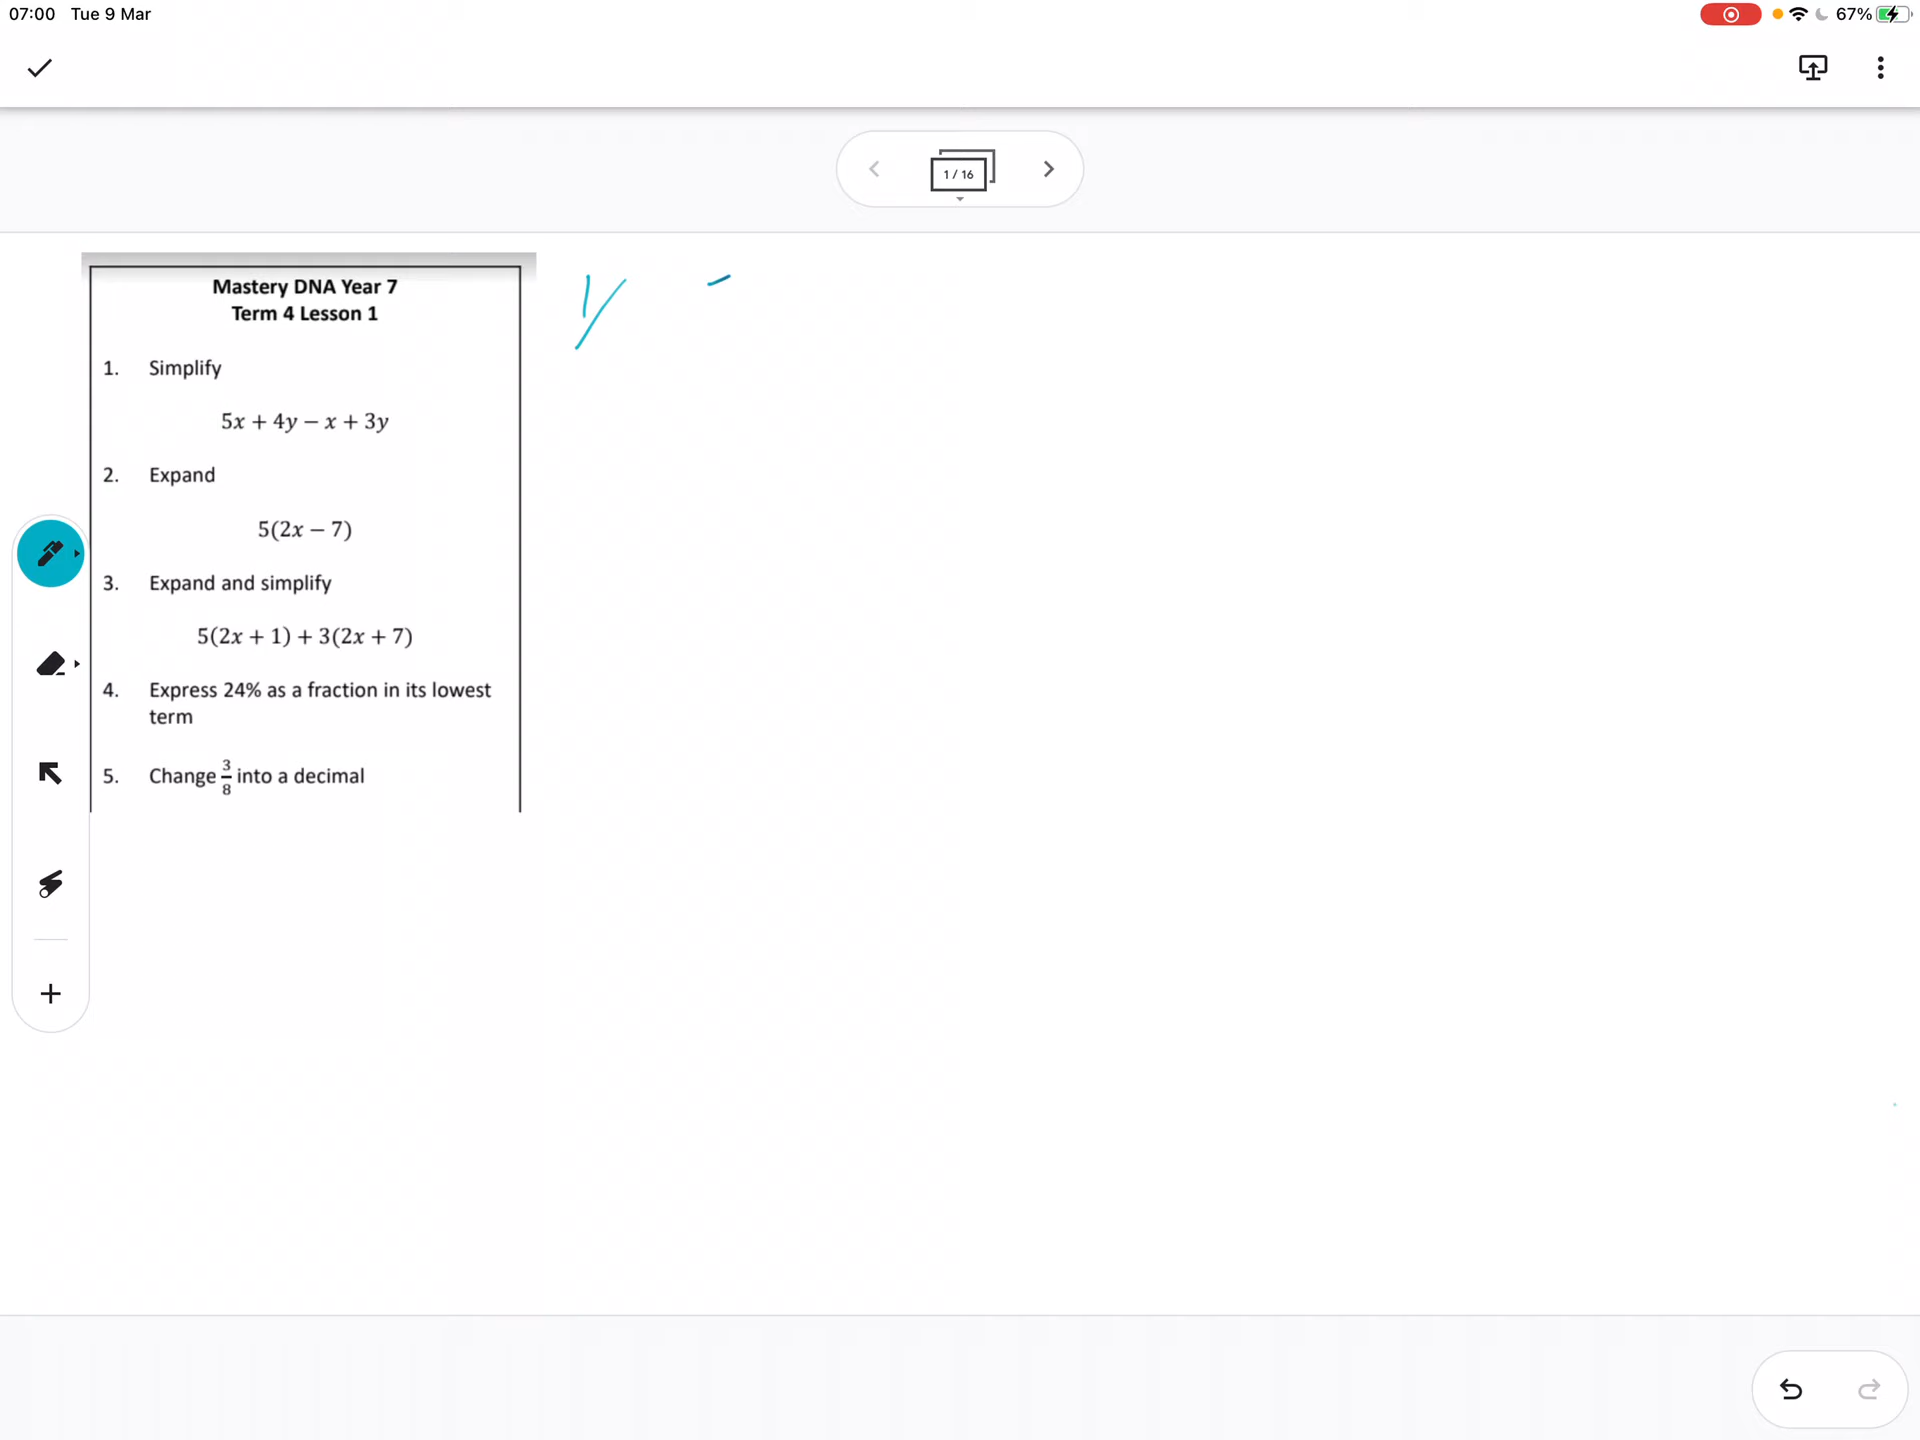 07:00 Tue 9 Mar 67%
1 / 16
Mastery DNA Year 7
Term 4 Lesson 1
1. Simplify
5x + 4y − x + 3y
2. Expand
5(2x − 7)
3. Expand and simplify
5(2x + 1) + 3(2x + 7)
4. Express 24% as a fraction in its lowest
term
5. Change 3/8 into a decimal